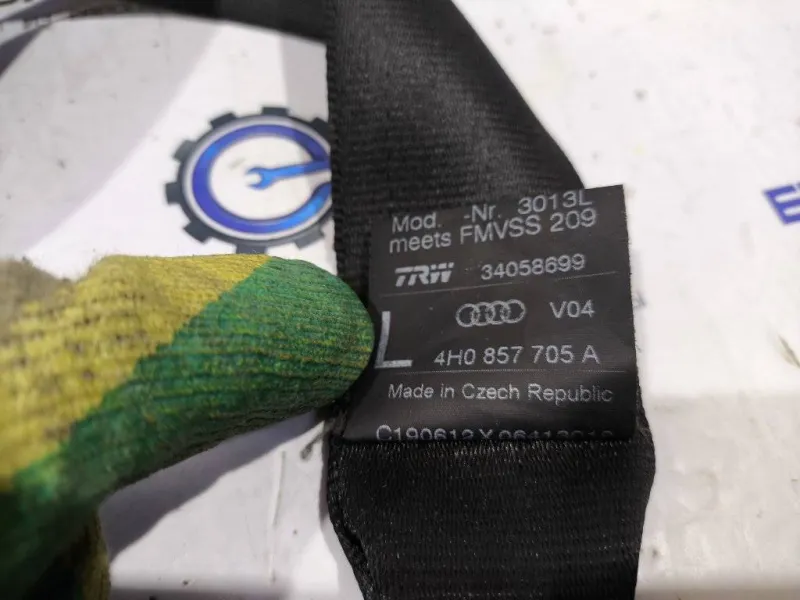 Mod. -Nr. 3013L
meets FMVSS 209
TRW 34058699
V04
L
4H0 857 705 A
Made in Czech Republic